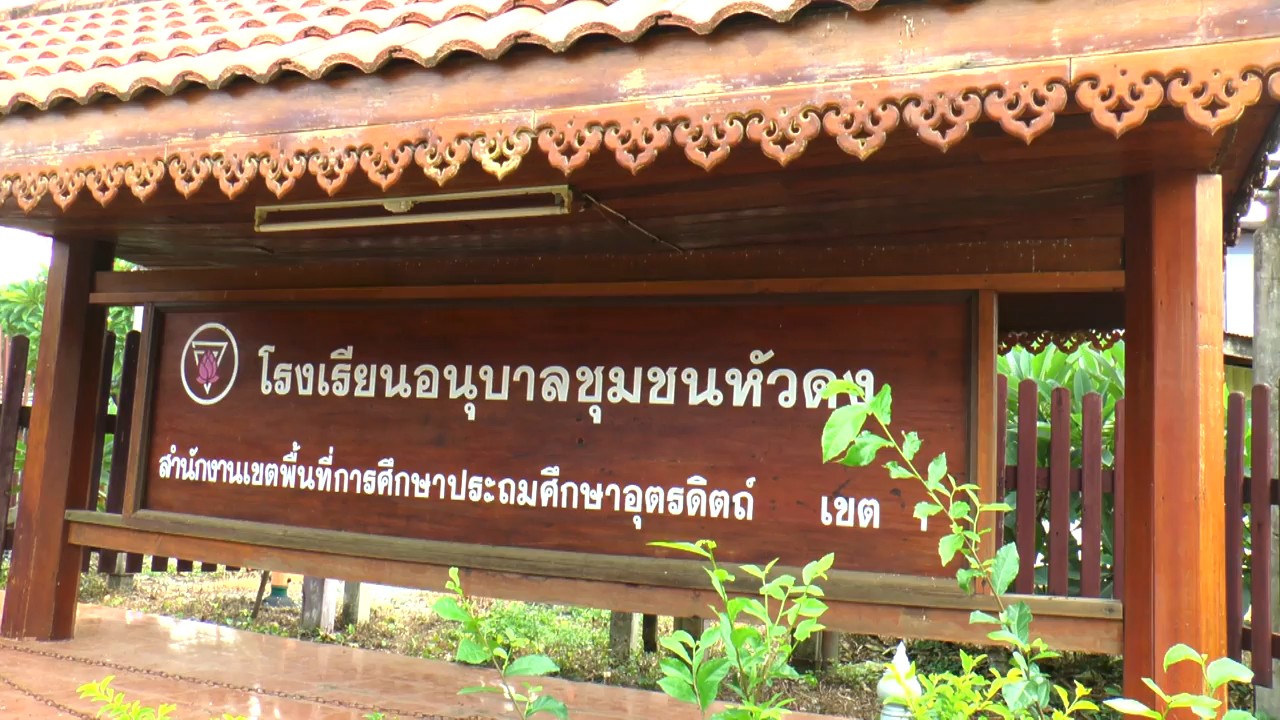 โรงเรียนอนุบาลชุมชนหัวดง
สำนักงานเขตพื้นที่การศึกษาประถมศึกษาอุตรดิตถ์ เขต